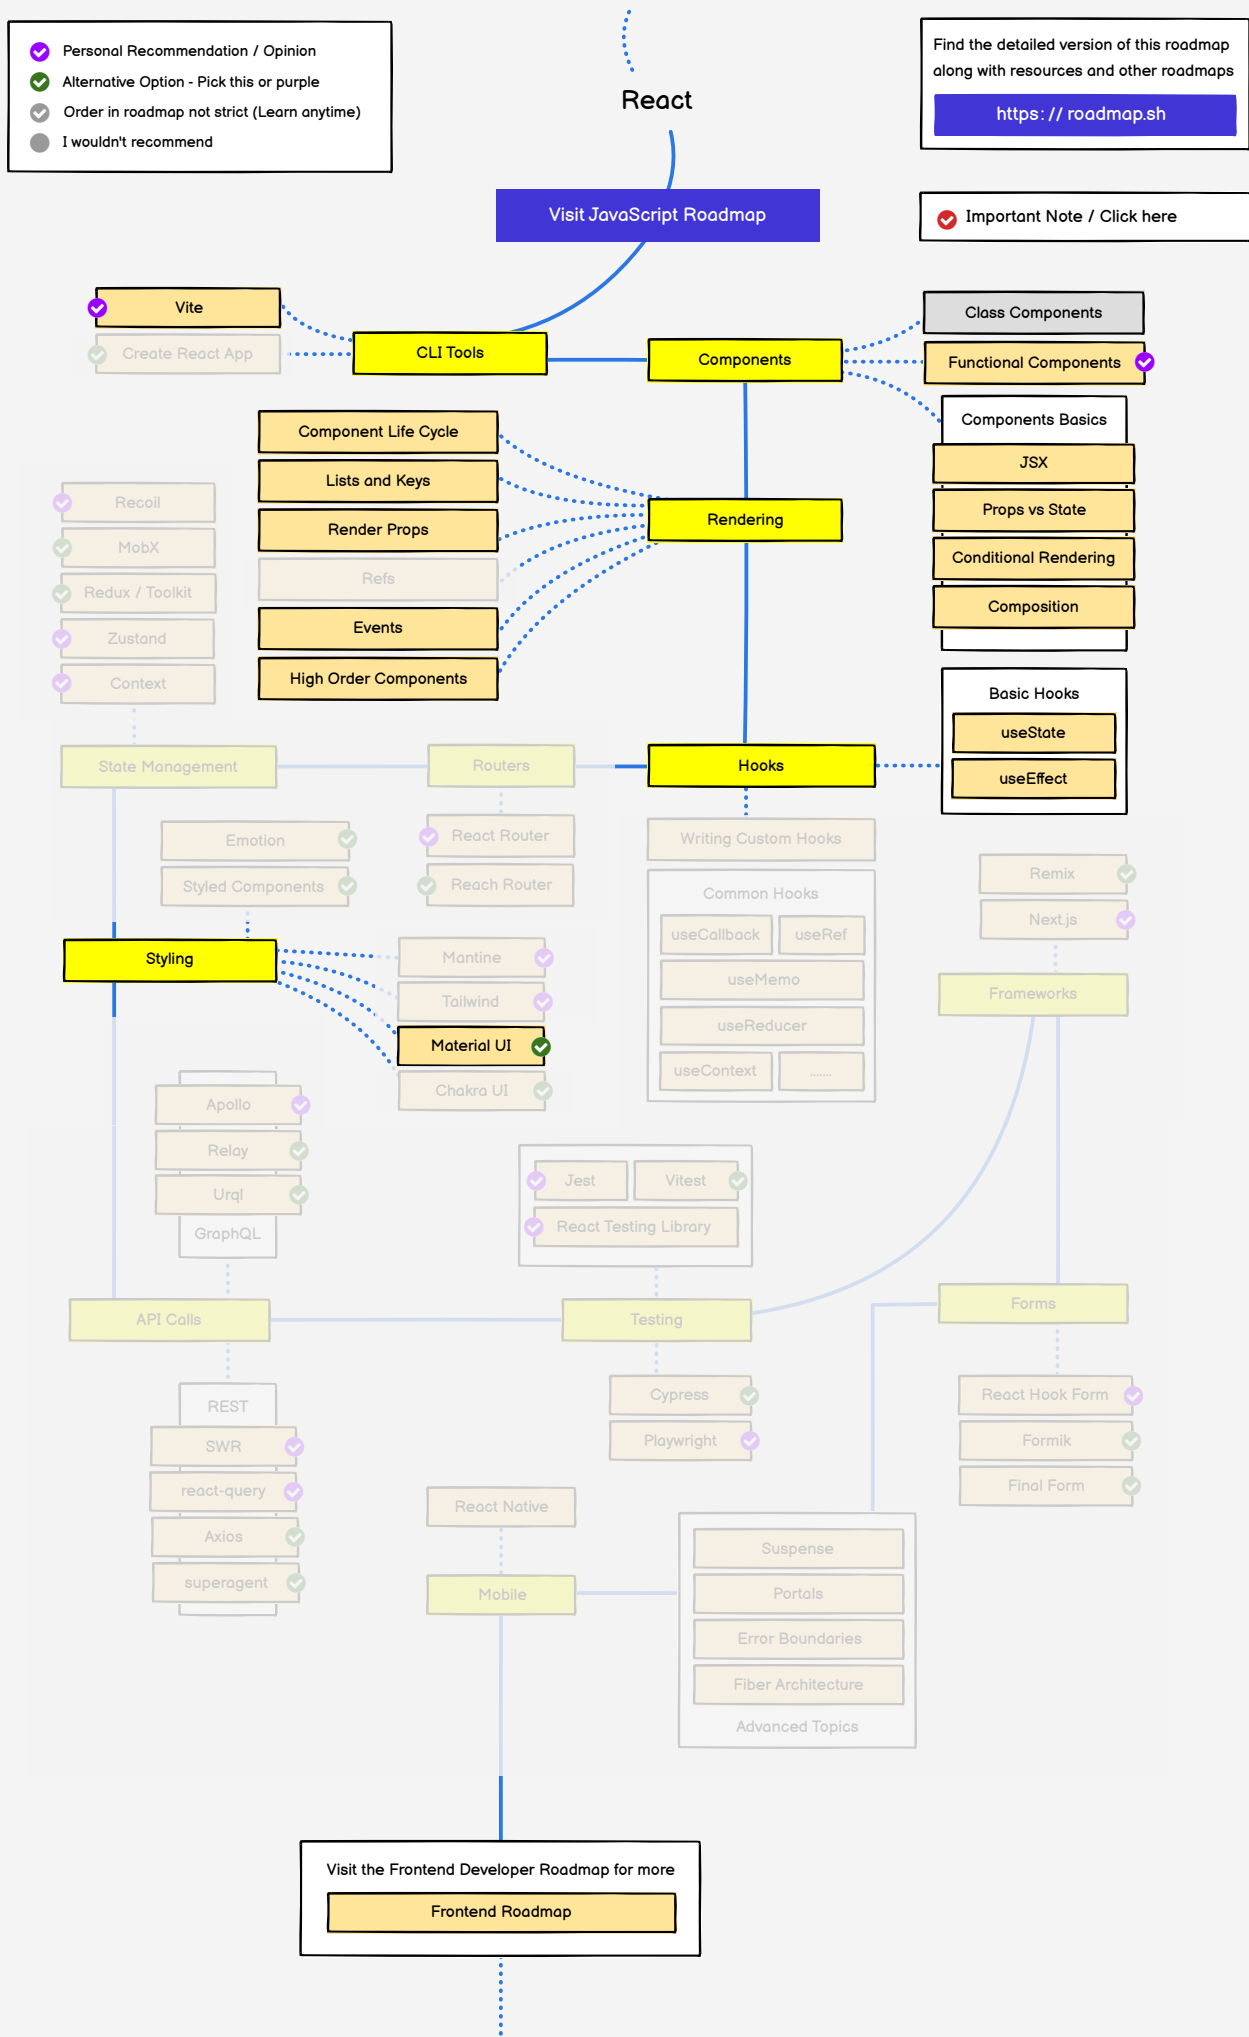 Personal Recommendation / Opinion
Alternative Option - Pick this or purple
Order in roadmap not strict (Learn anytime)
I wouldn't recommend
React
Find the detailed version of this roadmap
along with resources and other roadmaps
https://roadmap.sh
Visit JavaScript Roadmap
Important Note / Click here
Vite
Create React App
CLI Tools
Components
Class Components
Functional Components
Components Basics
JSX
Props vs State
Conditional Rendering
Composition
Component Life Cycle
Lists and Keys
Render Props
Refs
Events
High Order Components
Rendering
Recoil
MobX
Redux / Toolkit
Zustand
Context
Basic Hooks
useState
useEffect
State Management
Routers
Hooks
Emotion
Styled Components
React Router
Reach Router
Writing Custom Hooks
Common Hooks
useCallback
useRef
useMemo
useReducer
useContext
.......
Remix
Next.js
Frameworks
Styling
Mantine
Tailwind
Material UI
Chakra UI
Apollo
Relay
Urql
GraphQL
Jest
Vitest
React Testing Library
API Calls
Testing
Forms
REST
SWR
react-query
Axios
superagent
Cypress
Playwright
React Hook Form
Formik
Final Form
React Native
Mobile
Suspense
Portals
Error Boundaries
Fiber Architecture
Advanced Topics
Visit the Frontend Developer Roadmap for more
Frontend Roadmap